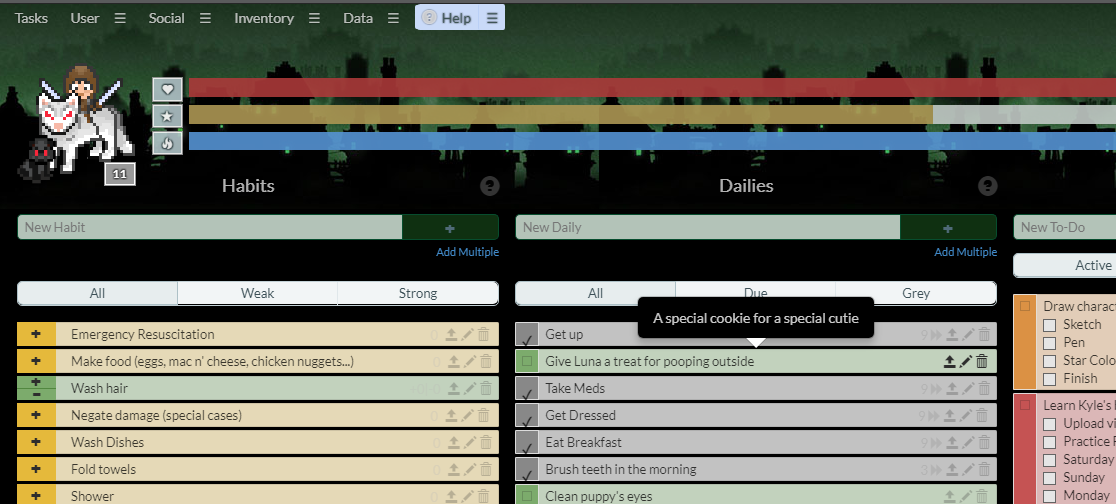 Tasks User Social Inventory Data ? Help
11
Habits ?
Dailies ?
New Habit +
New Daily +
New To-Do
Add Multiple
Add Multiple
All Weak Strong
All Due Grey
Active
A special cookie for a special cutie
Emergency Resuscitation 0
Make food (eggs, mac n' cheese, chicken nuggets...) 0
Wash hair
Negate damage (special cases) 0
Wash Dishes 0
Fold towels 0
Shower 0
Get up 9
Give Luna a treat for pooping outside
Take Meds 9
Get Dressed 9
Eat Breakfast 9
Brush teeth in the morning 3
Clean puppy's eyes
Draw charact
Sketch
Pen
Star Colo
Finish
Learn Kyle's
Upload vi
Practice
Saturday
Sunday
Monday